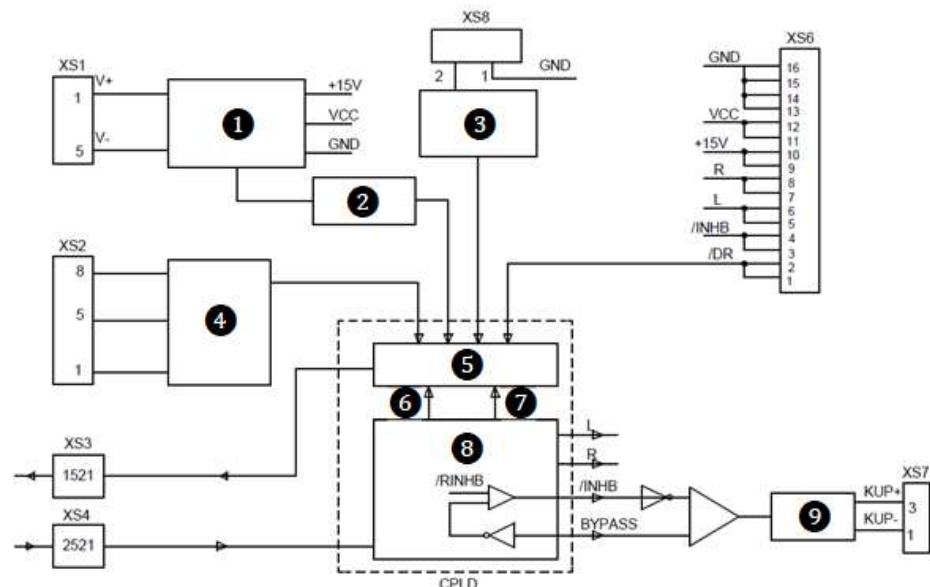 XS8
XS6
XS1
V+
1
V-
5
+15V
VCC
GND
1
2
2
1
GND
3
GND
16
15
14
13
VCC
12
11
+15V
10
9
R
8
7
L
6
5
/INHB
4
3
/DR
2
1
XS2
8
5
1
4
5
6
7
8
XS3
1521
XS4
2521
L
R
/RINHB
/INHB
BYPASS
9
KUP+
KUP-
XS7
3
1
CPLD